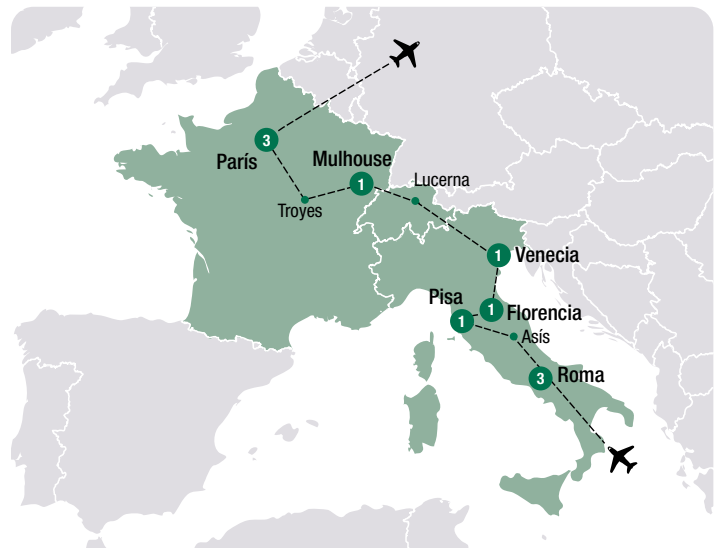 3
París
Mulhouse
1
Lucerna
Troyes
1
Venecia
Pisa
1
1
Florencia
Asís
3
Roma